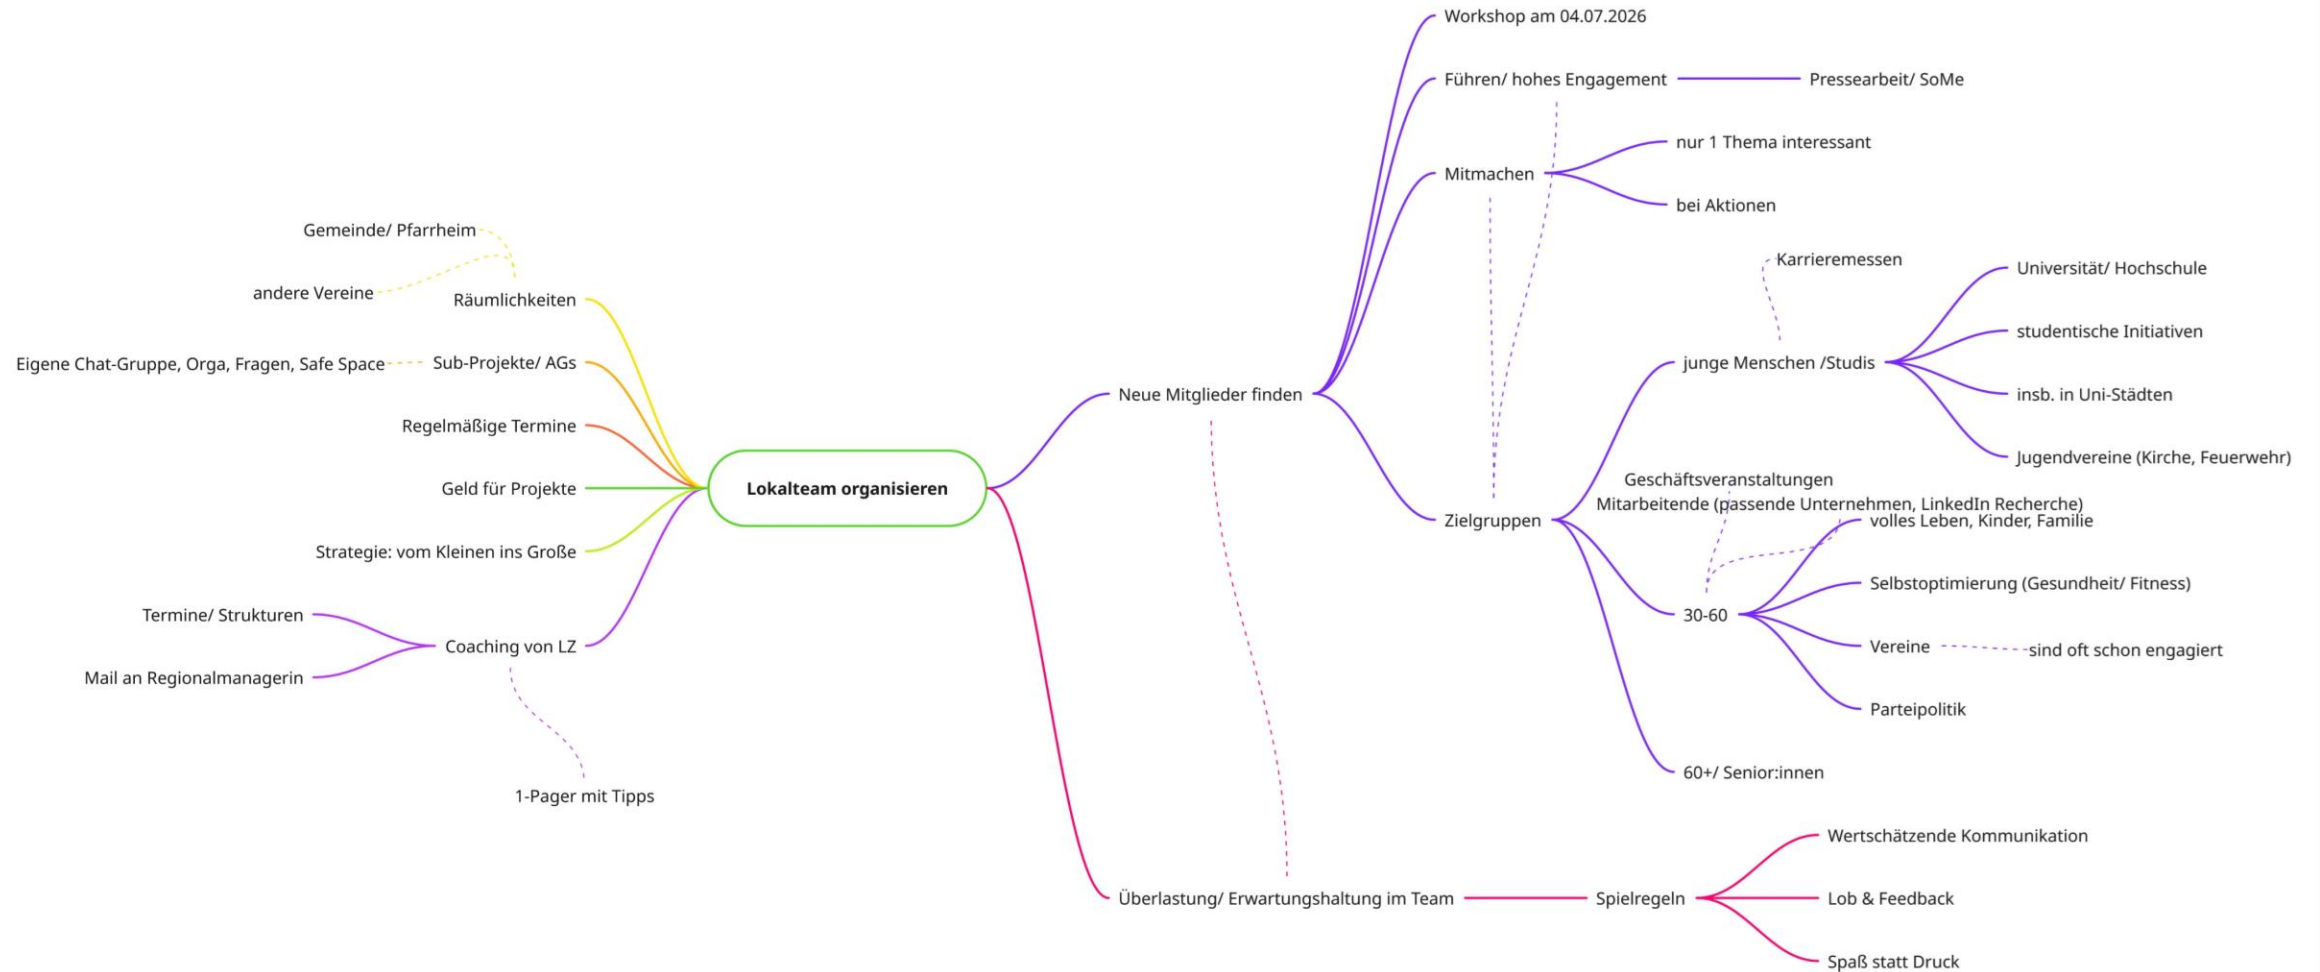 Workshop am 04.07.2026
Führen/ hohes Engagement
Pressearbeit/ SoMe
nur 1 Thema interessant
Mitmachen
bei Aktionen
Gemeinde/ Pfarrheim
andere Vereine
Räumlichkeiten
Eigene Chat-Gruppe, Orga, Fragen, Safe Space
Sub-Projekte/ AGs
Regelmäßige Termine
Geld für Projekte
Strategie: vom Kleinen ins Große
Termine/ Strukturen
Coaching von LZ
Mail an Regionalmanagerin
1-Pager mit Tipps
Lokalteam organisieren
Neue Mitglieder finden
Zielgruppen
Karrieremessen
junge Menschen /Studis
Universität/ Hochschule
studentische Initiativen
insb. in Uni-Städten
Jugendvereine (Kirche, Feuerwehr)
Geschäftsveranstaltungen
Mitarbeitende (passende Unternehmen, LinkedIn Recherche)
volles Leben, Kinder, Familie
Selbstoptimierung (Gesundheit/ Fitness)
30-60
Vereine
sind oft schon engagiert
Parteipolitik
60+/ Senior:innen
Überlastung/ Erwartungshaltung im Team
Spielregeln
Wertschätzende Kommunikation
Lob & Feedback
Spaß statt Druck